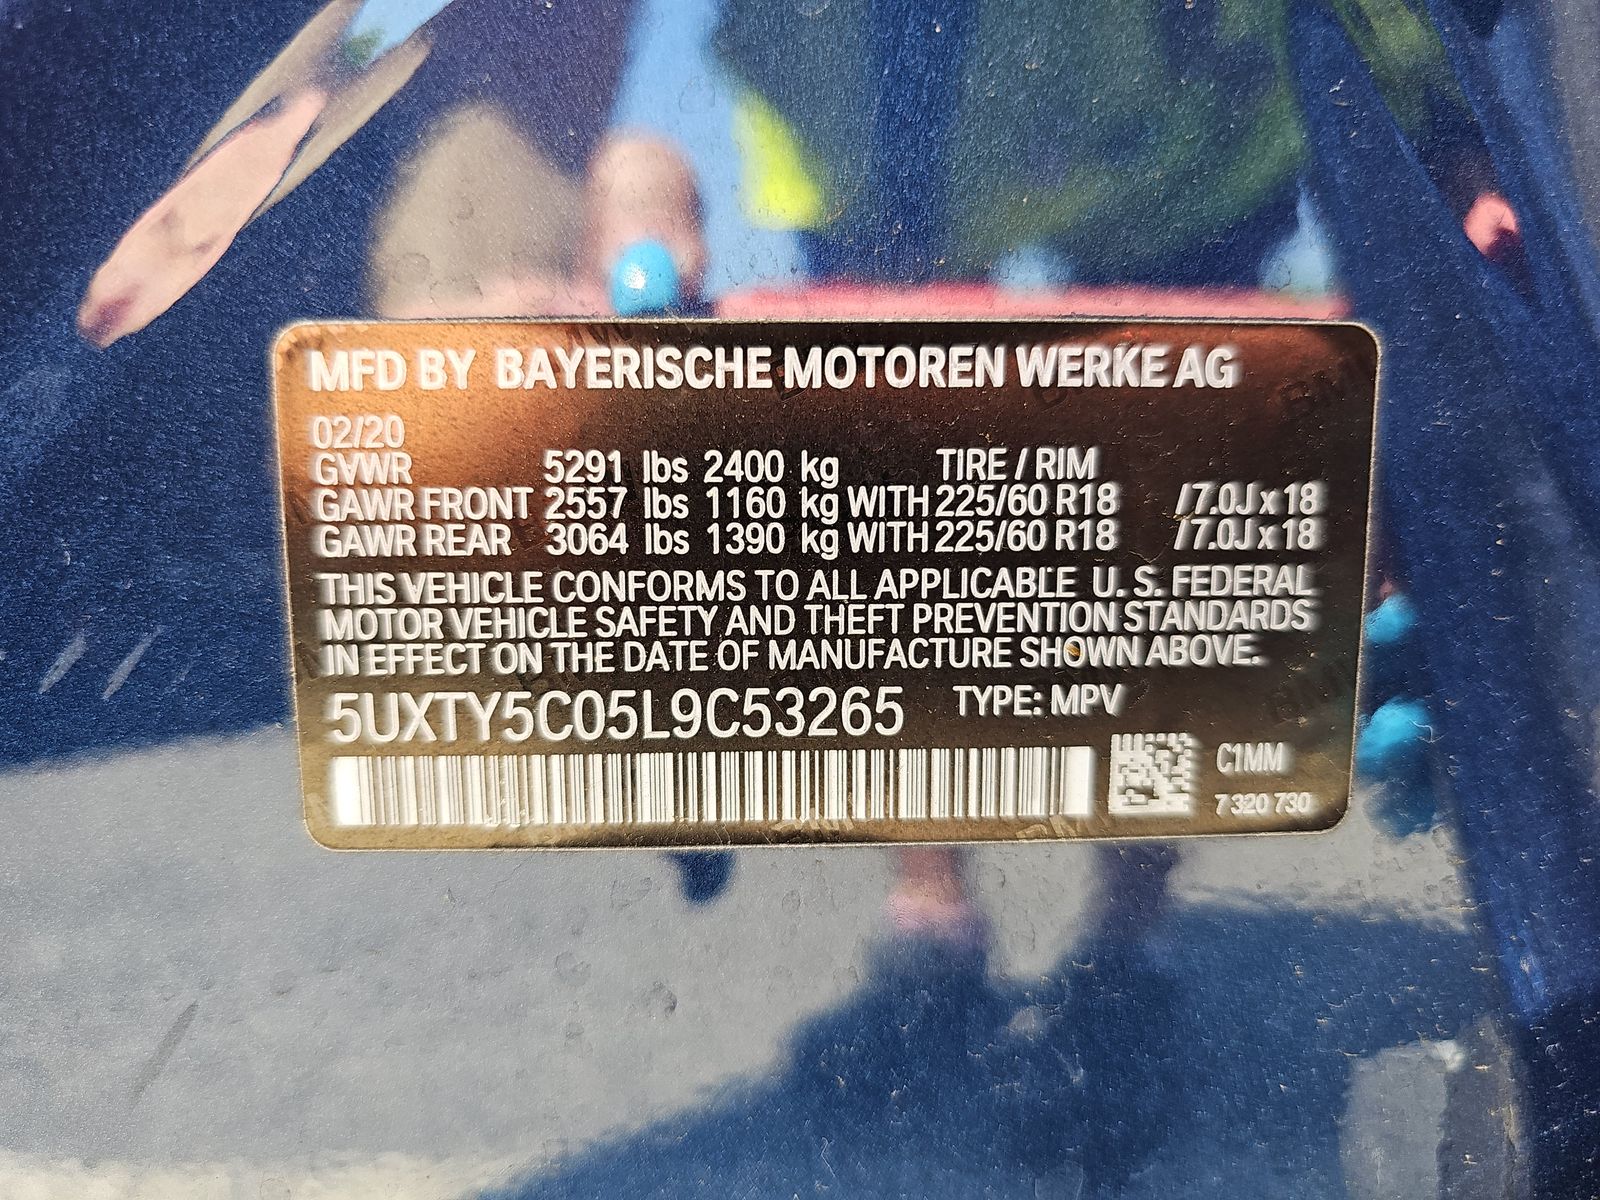 MFD BY BAYERISCHE MOTOREN WERKE AG
02/20
GVWR 5291 lbs 2400 kg TIRE / RIM
GAWR FRONT 2557 lbs 1160 kg WITH 225/60 R18 / 7.0J x 18
GAWR REAR 3064 lbs 1390 kg WITH 225/60 R18 / 7.0J x 18
THIS VEHICLE CONFORMS TO ALL APPLICABLE U. S. FEDERAL
MOTOR VEHICLE SAFETY AND THEFT PREVENTION STANDARDS
IN EFFECT ON THE DATE OF MANUFACTURE SHOWN ABOVE.
5UXTY5C05L9C53265 TYPE: MPV
C1MM
7 320 730